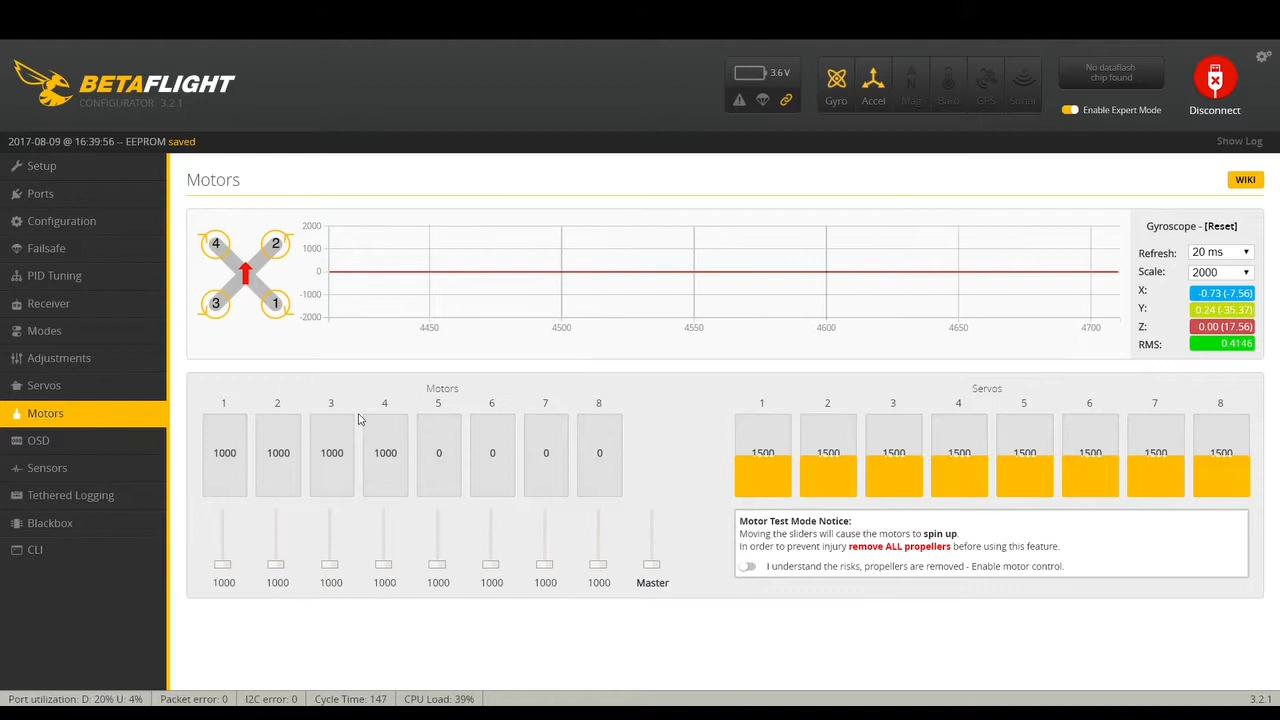 BETAFLIGHT
CONFIGURATOR 3.2.1
3.6 V
Gyro
Accel
Mag
Baro
GPS
Sonar
No dataflash
chip found
Enable Expert Mode
Disconnect
2017-08-09 @ 16:39:56 -- EEPROM saved
Show Log
Setup
Ports
Configuration
Failsafe
PID Tuning
Receiver
Modes
Adjustments
Servos
Motors
OSD
Sensors
Tethered Logging
Blackbox
CLI
Motors
WIKI
4 2
3 1
2000
1000
0
-1000
-2000
4450 4500 4550 4600 4650 4700
Gyroscope - [Reset]
Refresh: 20 ms
Scale: 2000
X: -0.73 (-7.56)
Y: 0.24 (-35.37)
Z: 0.00 (17.56)
RMS: 0.4146
Motors
1 2 3 4 5 6 7 8
1000 1000 1000 1000 0 0 0 0
1000 1000 1000 1000 1000 1000 1000 1000 Master
Servos
1 2 3 4 5 6 7 8
1500 1500 1500 1500 1500 1500 1500 1500
Motor Test Mode Notice:
Moving the sliders will cause the motors to spin up.
In order to prevent injury remove ALL propellers before using this feature.
I understand the risks, propellers are removed - Enable motor control.
Port utilization: D: 20% U: 4% Packet error: 0 I2C error: 0 Cycle Time: 147 CPU Load: 39% 3.2.1